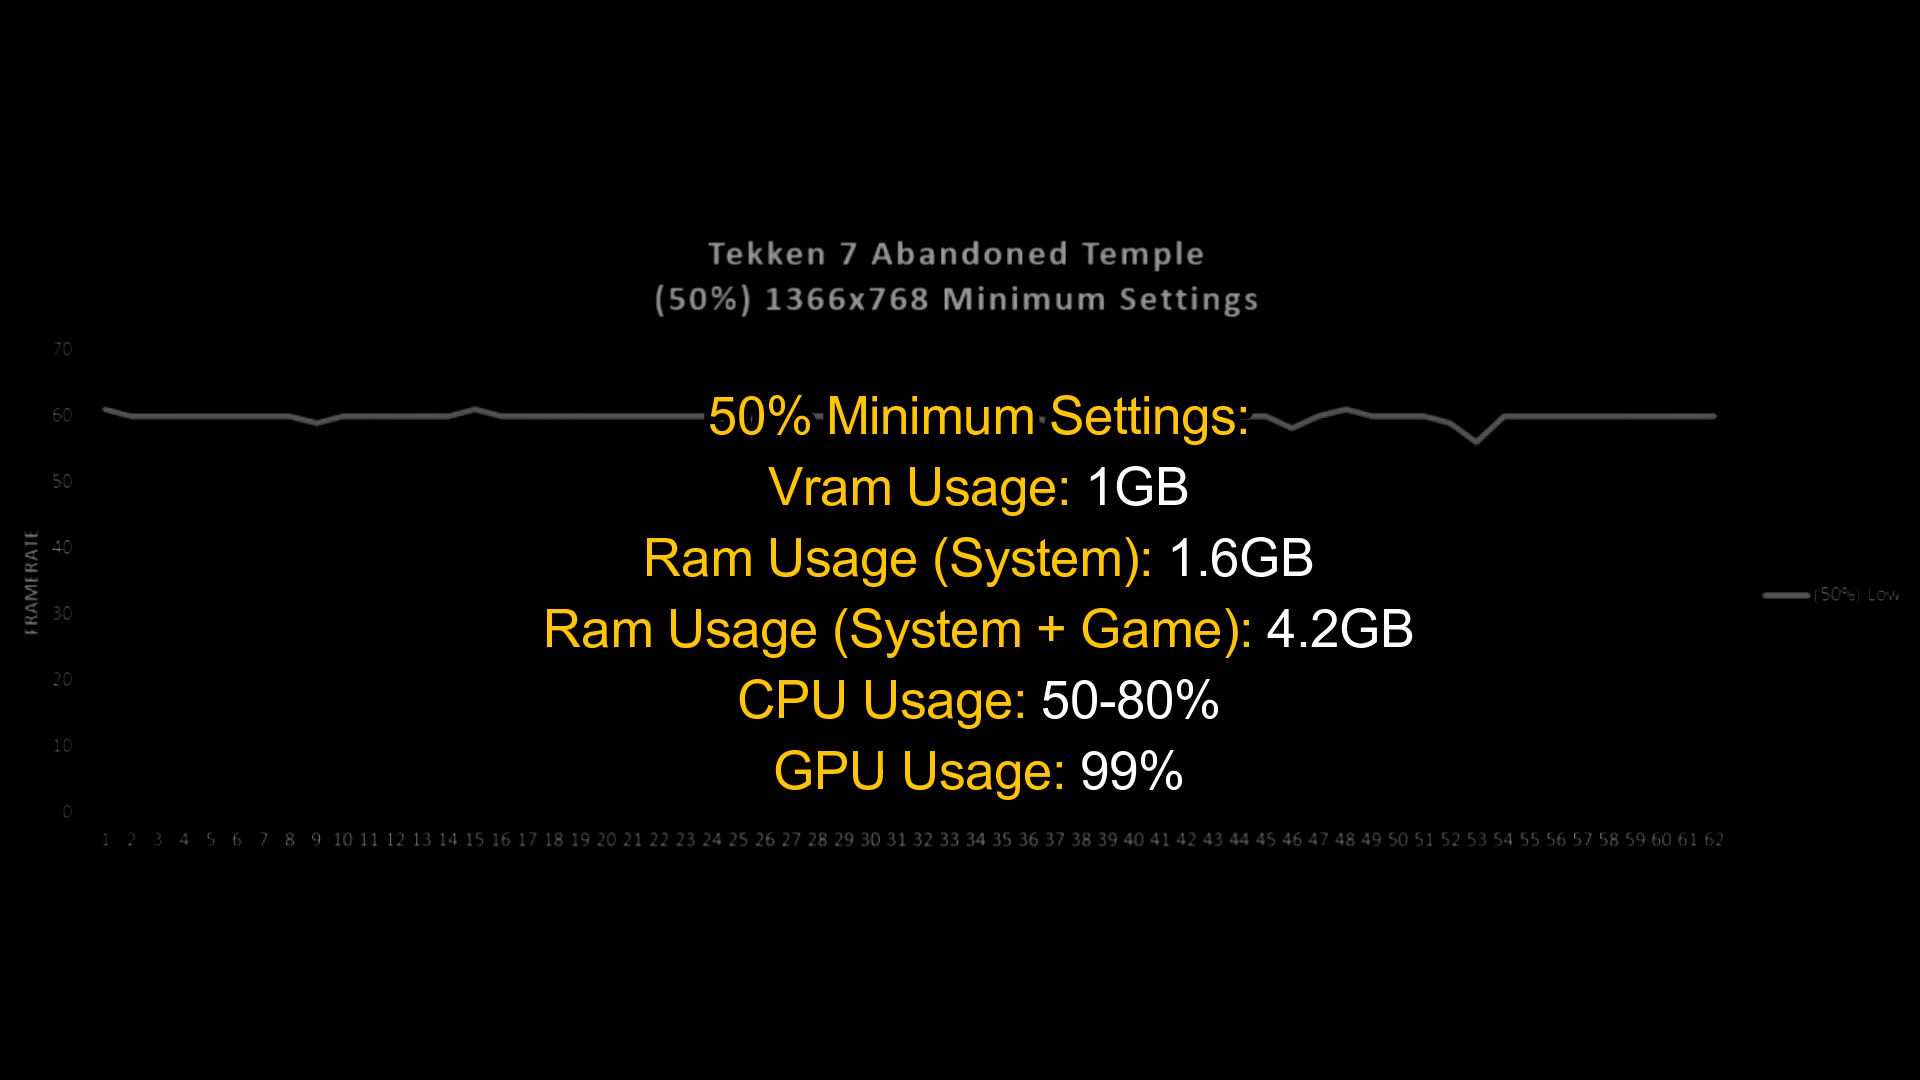 Tekken 7 Abandoned Temple
(50%) 1366x768 Minimum Settings
70
60
50
40
30
20
10
0
FRAMERATE
50% Minimum Settings:
Vram Usage: 1GB
Ram Usage (System): 1.6GB
Ram Usage (System + Game): 4.2GB
CPU Usage: 50-80%
GPU Usage: 99%
(50%) Low
1 2 3 4 5 6 7 8 9 10 11 12 13 14 15 16 17 18 19 20 21 22 23 24 25 26 27 28 29 30 31 32 33 34 35 36 37 38 39 40 41 42 43 44 45 46 47 48 49 50 51 52 53 54 55 56 57 58 59 60 61 62